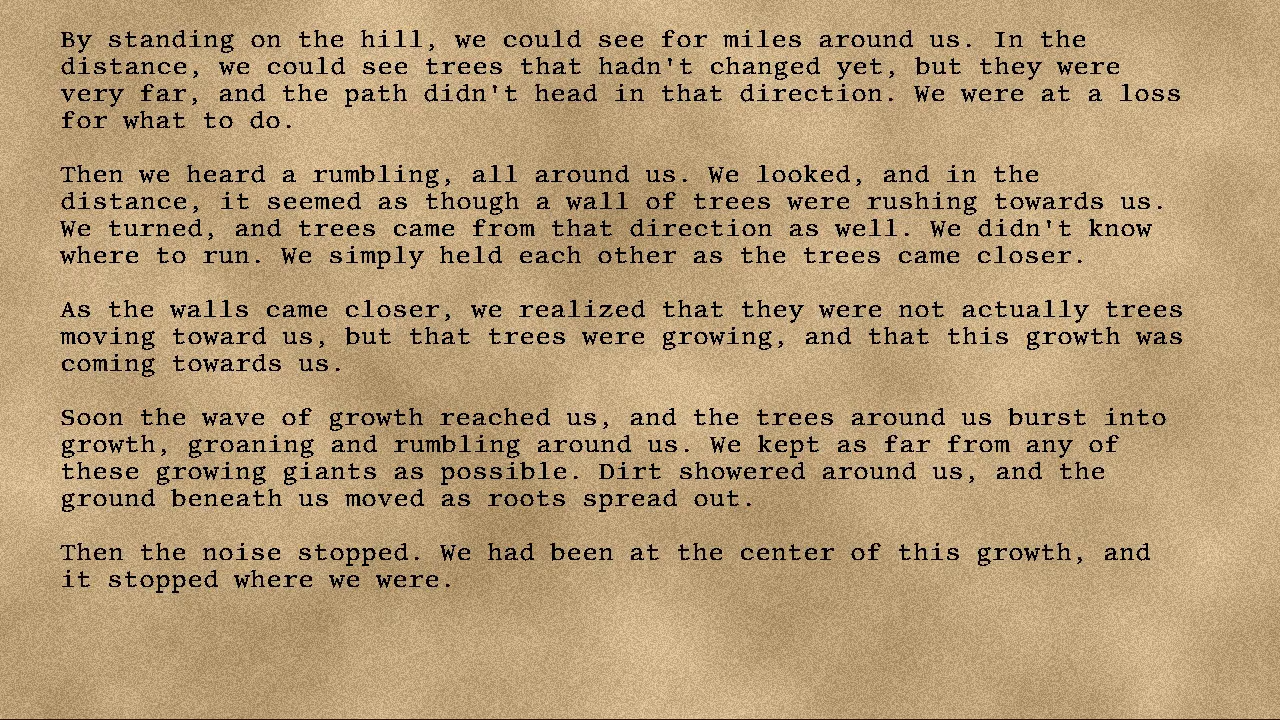 By standing on the hill, we could see for miles around us. In the
distance, we could see trees that hadn't changed yet, but they were
very far, and the path didn't head in that direction. We were at a loss
for what to do.
Then we heard a rumbling, all around us. We looked, and in the
distance, it seemed as though a wall of trees were rushing towards us.
We turned, and trees came from that direction as well. We didn't know
where to run. We simply held each other as the trees came closer.
As the walls came closer, we realized that they were not actually trees
moving toward us, but that trees were growing, and that this growth was
coming towards us.
Soon the wave of growth reached us, and the trees around us burst into
growth, groaning and rumbling around us. We kept as far from any of
these growing giants as possible. Dirt showered around us, and the
ground beneath us moved as roots spread out.
Then the noise stopped. We had been at the center of this growth, and
it stopped where we were.